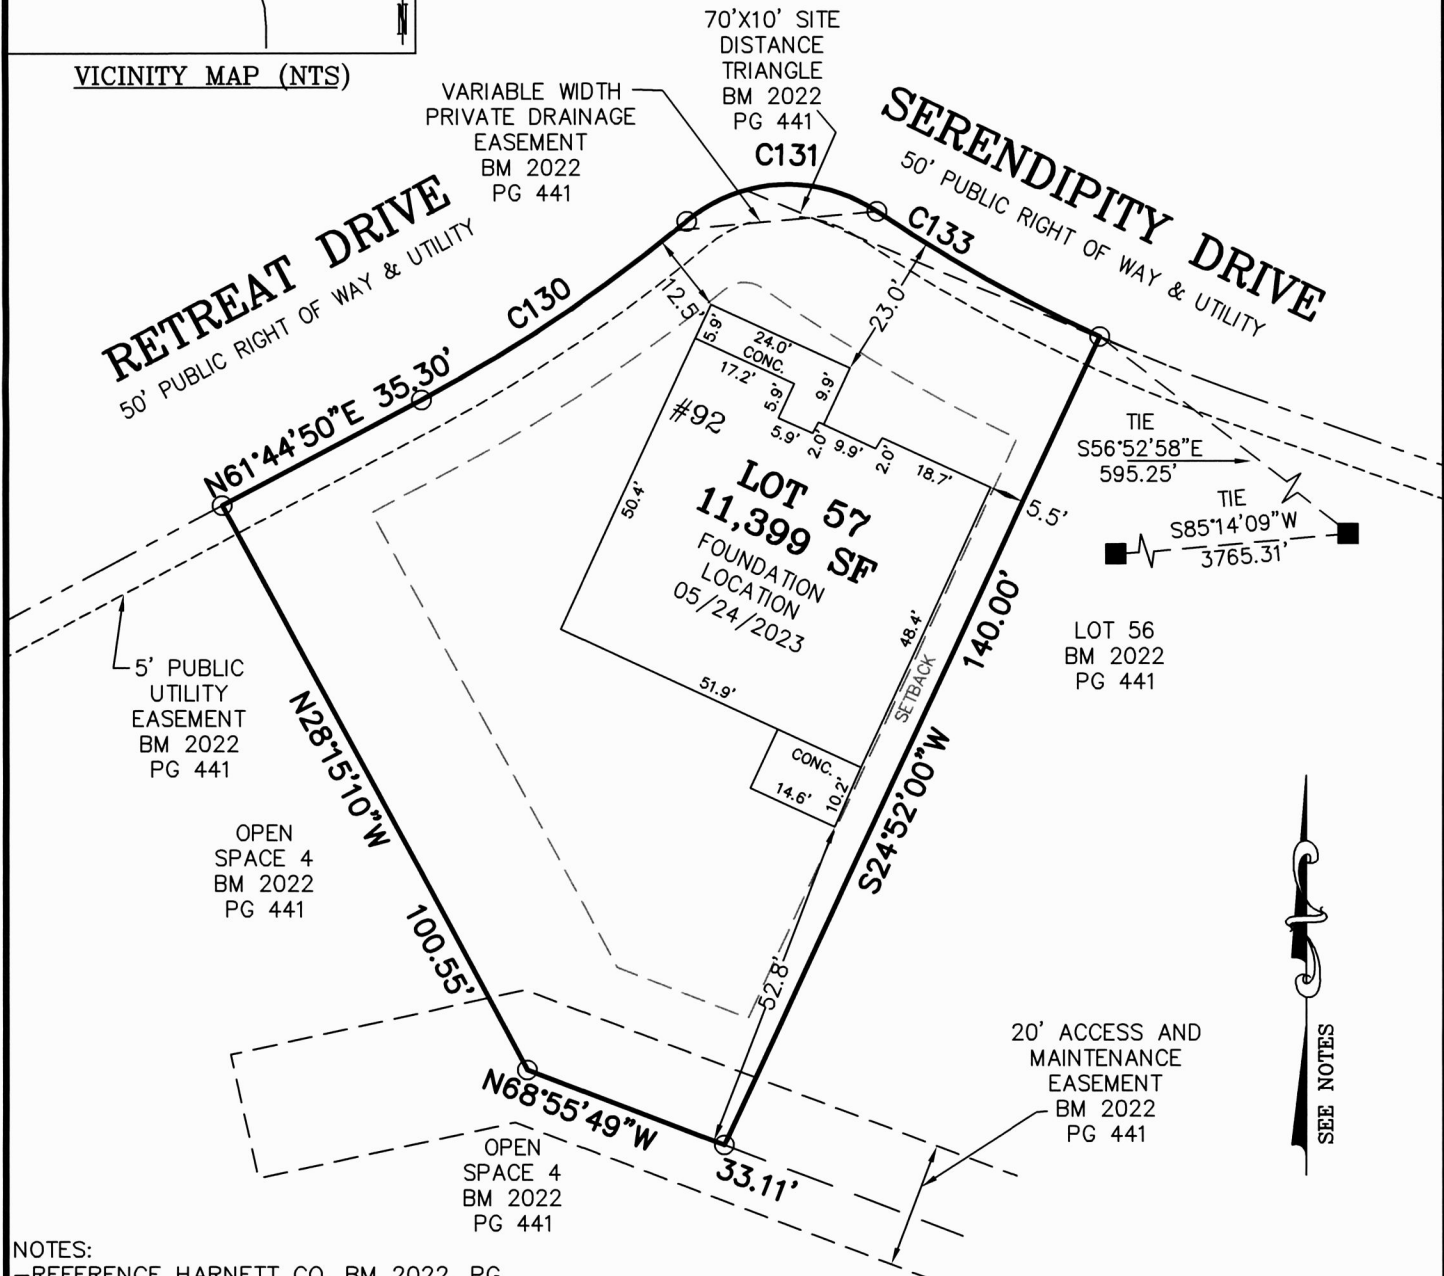 N
VICINITY MAP (NTS)
70'X10' SITE
DISTANCE
TRIANGLE
BM 2022
PG 441
VARIABLE WIDTH
PRIVATE DRAINAGE
EASEMENT
BM 2022
PG 441
C131
SERENDIPITY DRIVE
50' PUBLIC RIGHT OF WAY & UTILITY
RETREAT DRIVE
50' PUBLIC RIGHT OF WAY & UTILITY
C133
C130
12.5'
23.0'
5.9'
24.0'
CONC.
17.2'
5.9'
9.9'
#92
5.9'
2.0'
9.9'
2.0'
18.7'
N61°44'50"E 35.30'
50.4'
LOT 57
11,399 SF
FOUNDATION
LOCATION
05/24/2023
5.5'
TIE
S56°52'58"E
595.25'
TIE
S85°14'09"W
3765.31'
48.4'
140.00'
SETBACK
LOT 56
BM 2022
PG 441
5' PUBLIC
UTILITY
EASEMENT
BM 2022
PG 441
51.9'
N28°15'10"W
100.55'
CONC.
14.6'
10.2'
S24°52'00"W
OPEN
SPACE 4
BM 2022
PG 441
52.8'
20' ACCESS AND
MAINTENANCE
EASEMENT
BM 2022
PG 441
SEE NOTES
N68°55'49"W
33.11'
OPEN
SPACE 4
BM 2022
PG 441
NOTES:
-REFERENCE HARNETT CO. BM 2022, PG